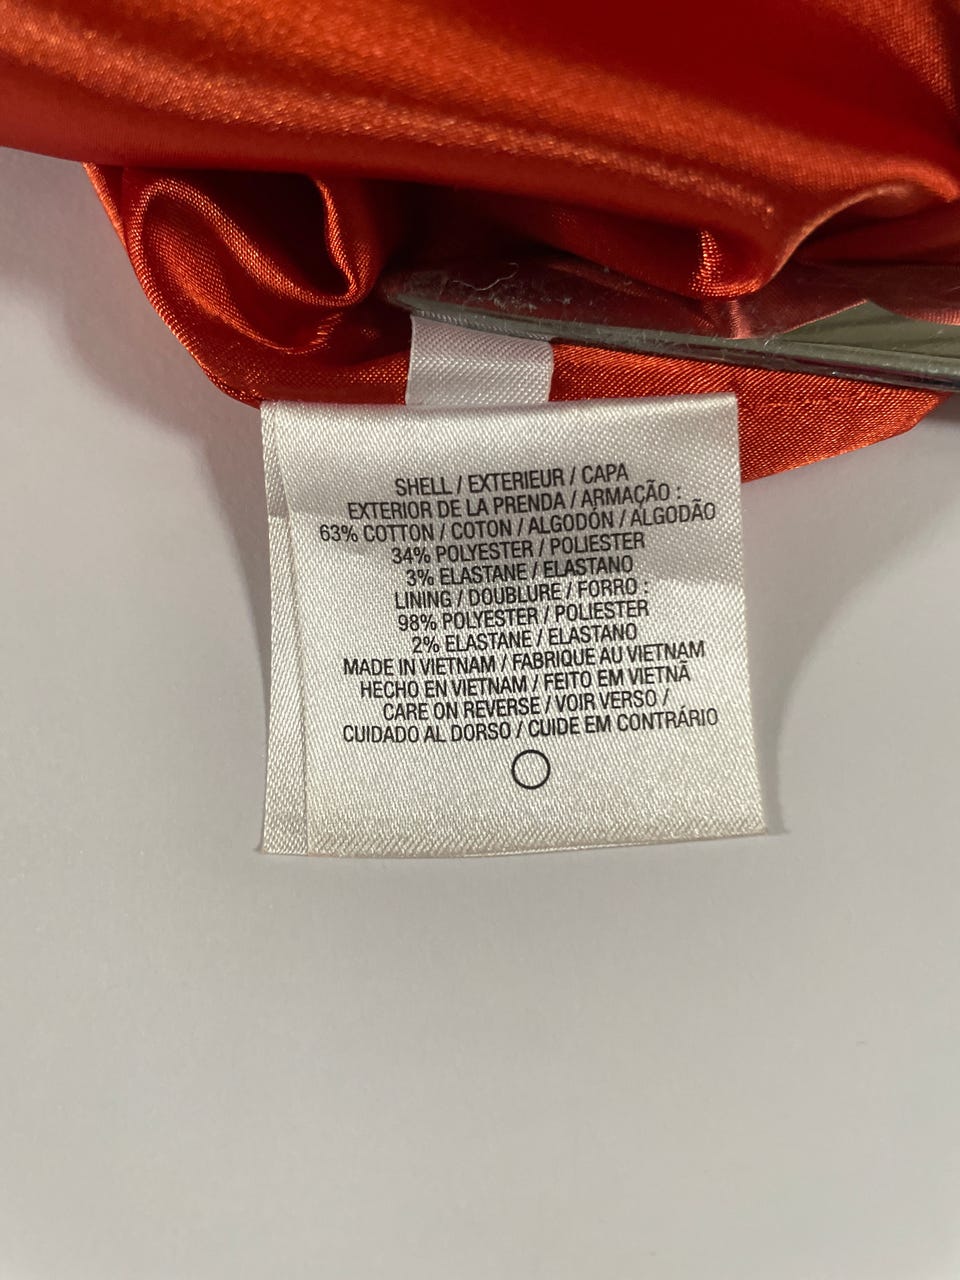 SHELL / EXTERIEUR / CAPA
EXTERIOR DE LA PRENDA / ARMAÇÃO :
63% COTTON / COTON / ALGODÓN / ALGODÃO
34% POLYESTER / POLIESTER
3% ELASTANE / ELASTANO
LINING / DOUBLURE / FORRO :
98% POLYESTER / POLIESTER
2% ELASTANE / ELASTANO
MADE IN VIETNAM / FABRIQUE AU VIETNAM
HECHO EN VIETNAM / FEITO EM VIETNÃ
CARE ON REVERSE / VOIR VERSO /
CUIDADO AL DORSO / CUIDE EM CONTRÁRIO